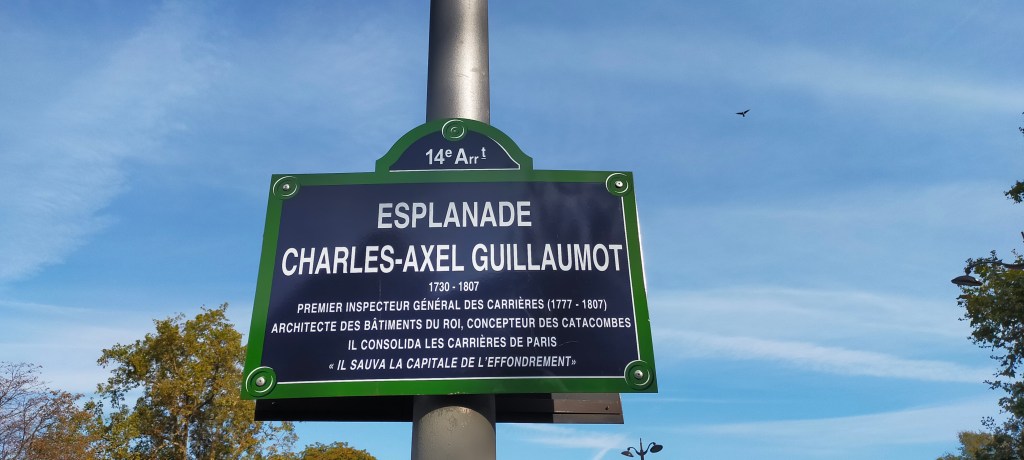 14e Arrt
ESPLANADE
CHARLES-AXEL GUILLAUMOT
1730 - 1807
PREMIER INSPECTEUR GÉNÉRAL DES CARRIÈRES (1777 - 1807)
ARCHITECTE DES BÂTIMENTS DU ROI, CONCEPTEUR DES CATACOMBES
IL CONSOLIDA LES CARRIÈRES DE PARIS
« IL SAUVA LA CAPITALE DE L'EFFONDREMENT»